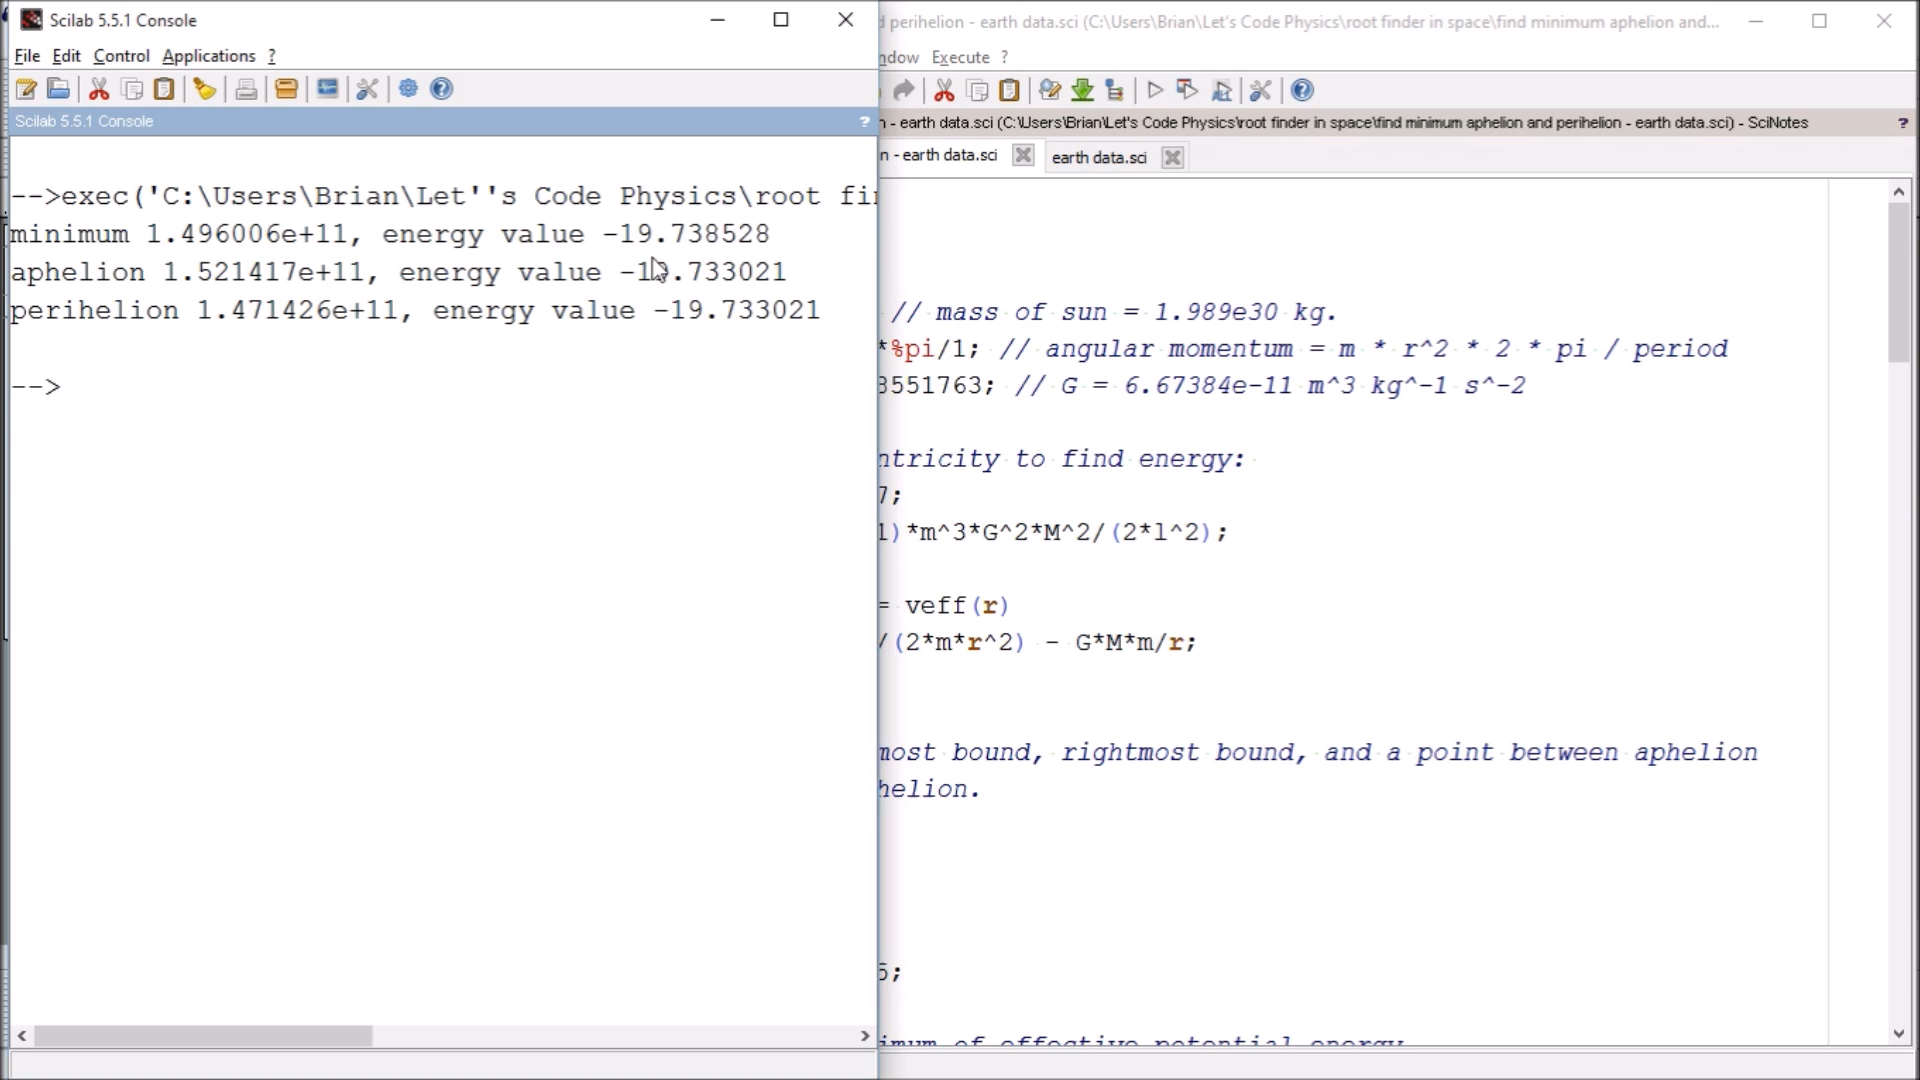 Scilab 5.5.1 Console
File Edit Control Applications ?
Scilab 5.5.1 Console ?
-->exec('C:\Users\Brian\Let''s Code Physics\root
minimum 1.496006e+11, energy value -19.738528
aphelion 1.521417e+11, energy value -19.733021
perihelion 1.471426e+11, energy value -19.733021
-->
perihelion - earth data.sci (C:\Users\Brian\Let's Code Physics\root finder in space\find minimum aphelion and...
Execute ?
- earth data.sci (C:\Users\Brian\Let's Code Physics\root finder in space\find minimum aphelion and perihelion - earth data.sci) - SciNotes ?
- earth data.sci earth data.sci
// mass of sun = 1.989e30 kg.
*%pi/1; // angular momentum = m * r^2 * 2 * pi / period
8551763; // G = 6.67384e-11 m^3 kg^-1 s^-2
ntricity to find energy:
7;
1)*m^3*G^2*M^2/(2*l^2);
= veff(r)
/(2*m*r^2) - G*M*m/r;
most bound, rightmost bound, and a point between aphelion
helion.
5;
of effective potential energy